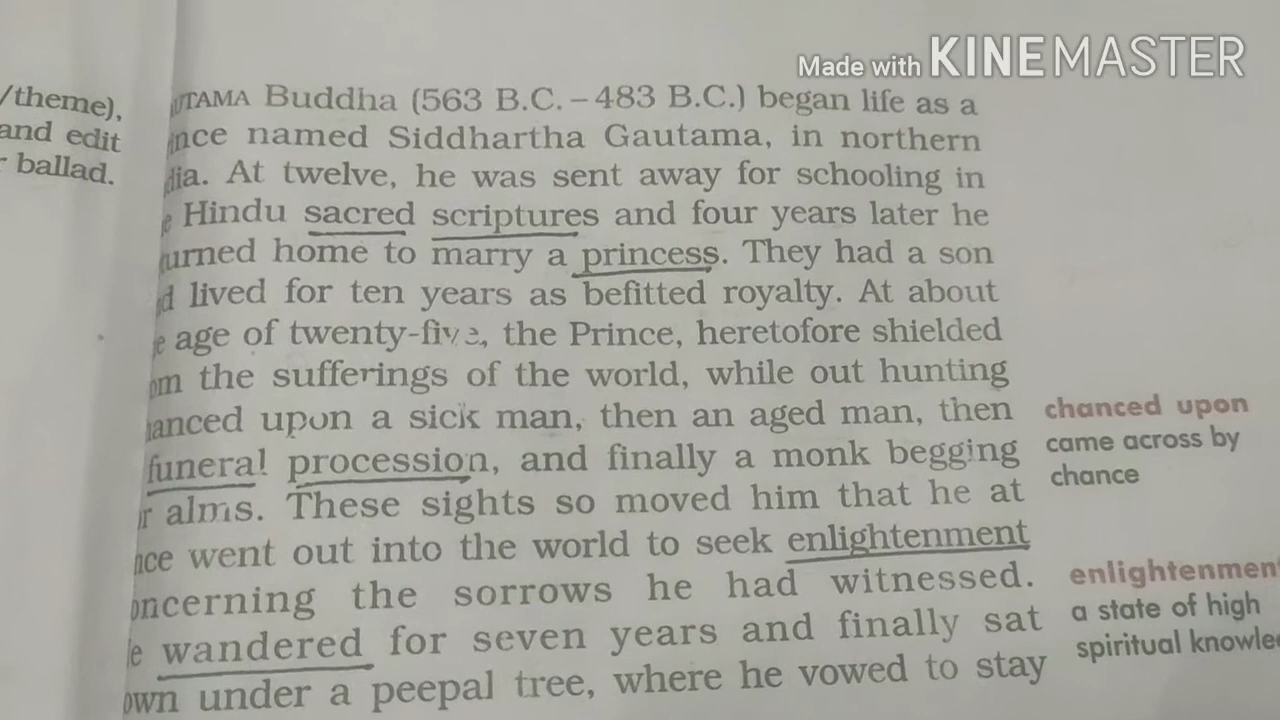 Made with KINEMASTER
/theme),
and edit
ballad.
UTAMA Buddha (563 B.C. – 483 B.C.) began life as a
nce named Siddhartha Gautama, in northern
dia. At twelve, he was sent away for schooling in
e Hindu sacred scriptures and four years later he
urned home to marry a princess. They had a son
d lived for ten years as befitted royalty. At about
e age of twenty-five, the Prince, heretofore shielded
om the sufferings of the world, while out hunting
anced upon a sick man, then an aged man, then
funeral procession, and finally a monk begging
r alms. These sights so moved him that he at
nce went out into the world to seek enlightenment
oncerning the sorrows he had witnessed.
e wandered for seven years and finally sat
own under a peepal tree, where he vowed to stay
chanced upon
came across by
chance
enlightenment
a state of high
spiritual knowle